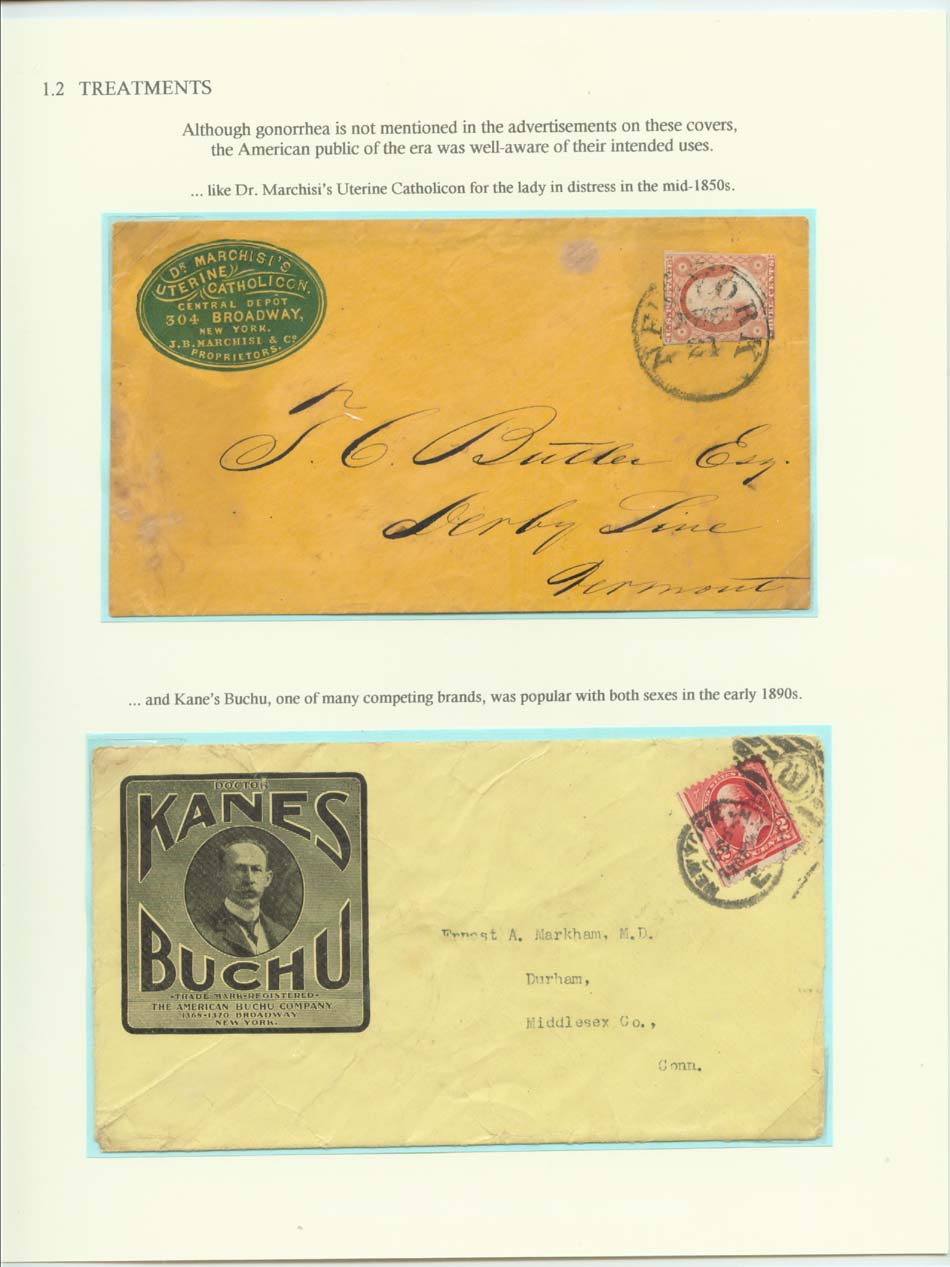 1.2 TREATMENTS
Although gonorrhea is not mentioned in the advertisements on these covers,
the American public of the era was well-aware of their intended uses.
... like Dr. Marchisi's Uterine Catholicon for the lady in distress in the mid-1850s.
DR. MARCHISI'S
UTERINE CATHOLICON.
CENTRAL DEPOT
304 BROADWAY,
NEW YORK.
J.B. MARCHISI & CO
PROPRIETORS.
NEW YORK
21
T. C. Butler Esq.
Derby Line
Vermont
... and Kane's Buchu, one of many competing brands, was popular with both sexes in the early 1890s.
DOCTOR
KANES
BUCHU
-TRADE MARK-REGISTERED-
THE AMERICAN BUCHU COMPANY
1368-1370 BROADWAY
NEW YORK.
NEW YORK
2 CENTS 2
Ernest A. Markham, M.D.
Durham,
Middlesex Co.,
Conn.